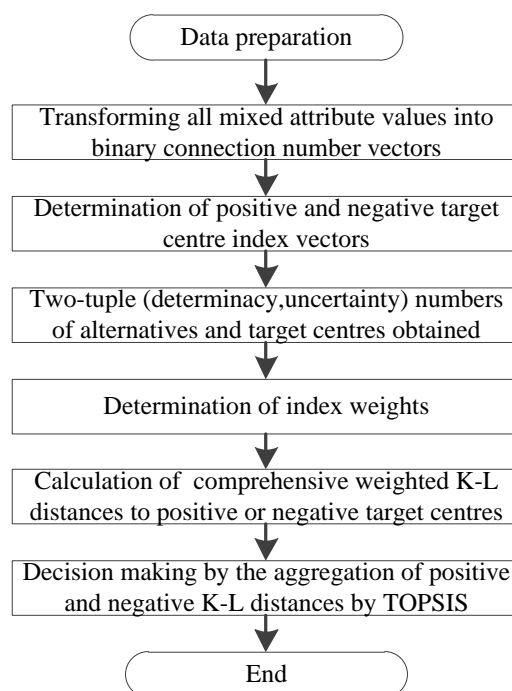 Data preparation
Transforming all mixed attribute values into
binary connection number vectors
Determination of positive and negative target
centre index vectors
Two-tuple (determinacy,uncertainty) numbers
of alternatives and target centres obtained
Determination of index weights
Calculation of comprehensive weighted K-L
distances to positive or negative target centres
Decision making by the aggregation of positive
and negative K-L distances by TOPSIS
End